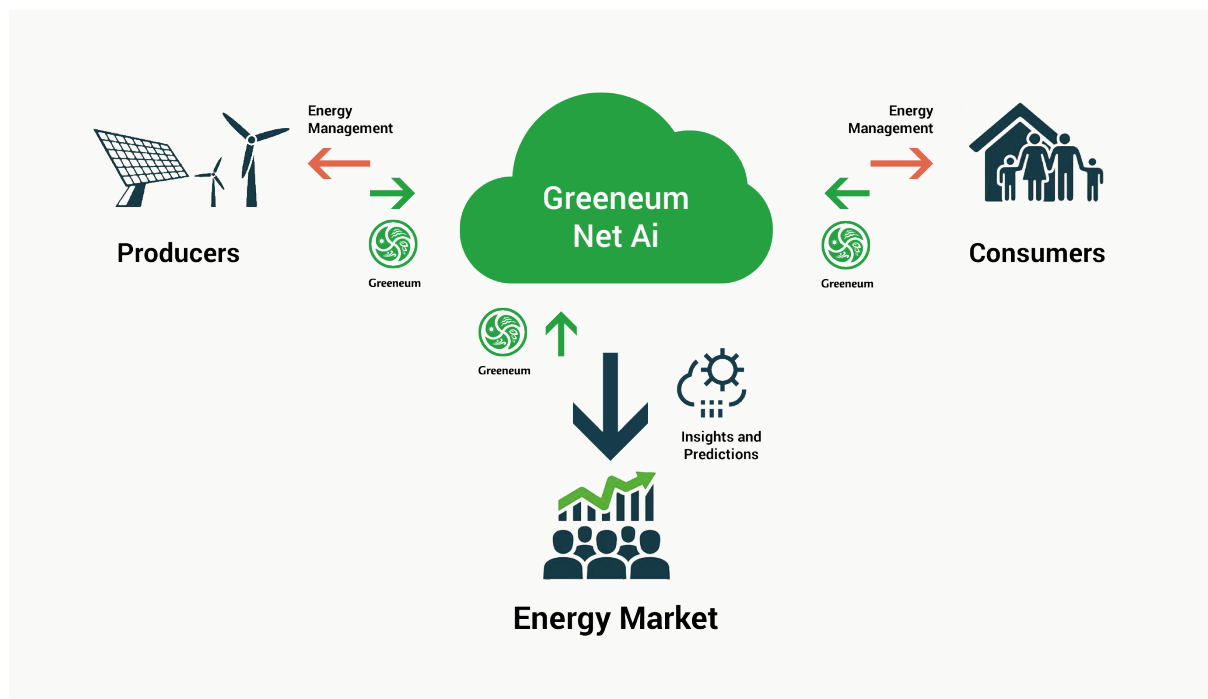 Energy
Management
Energy
Management
Greeneum
Net Ai
Producers
Consumers
Greeneum
Greeneum
Greeneum
Insights and
Predictions
Energy Market